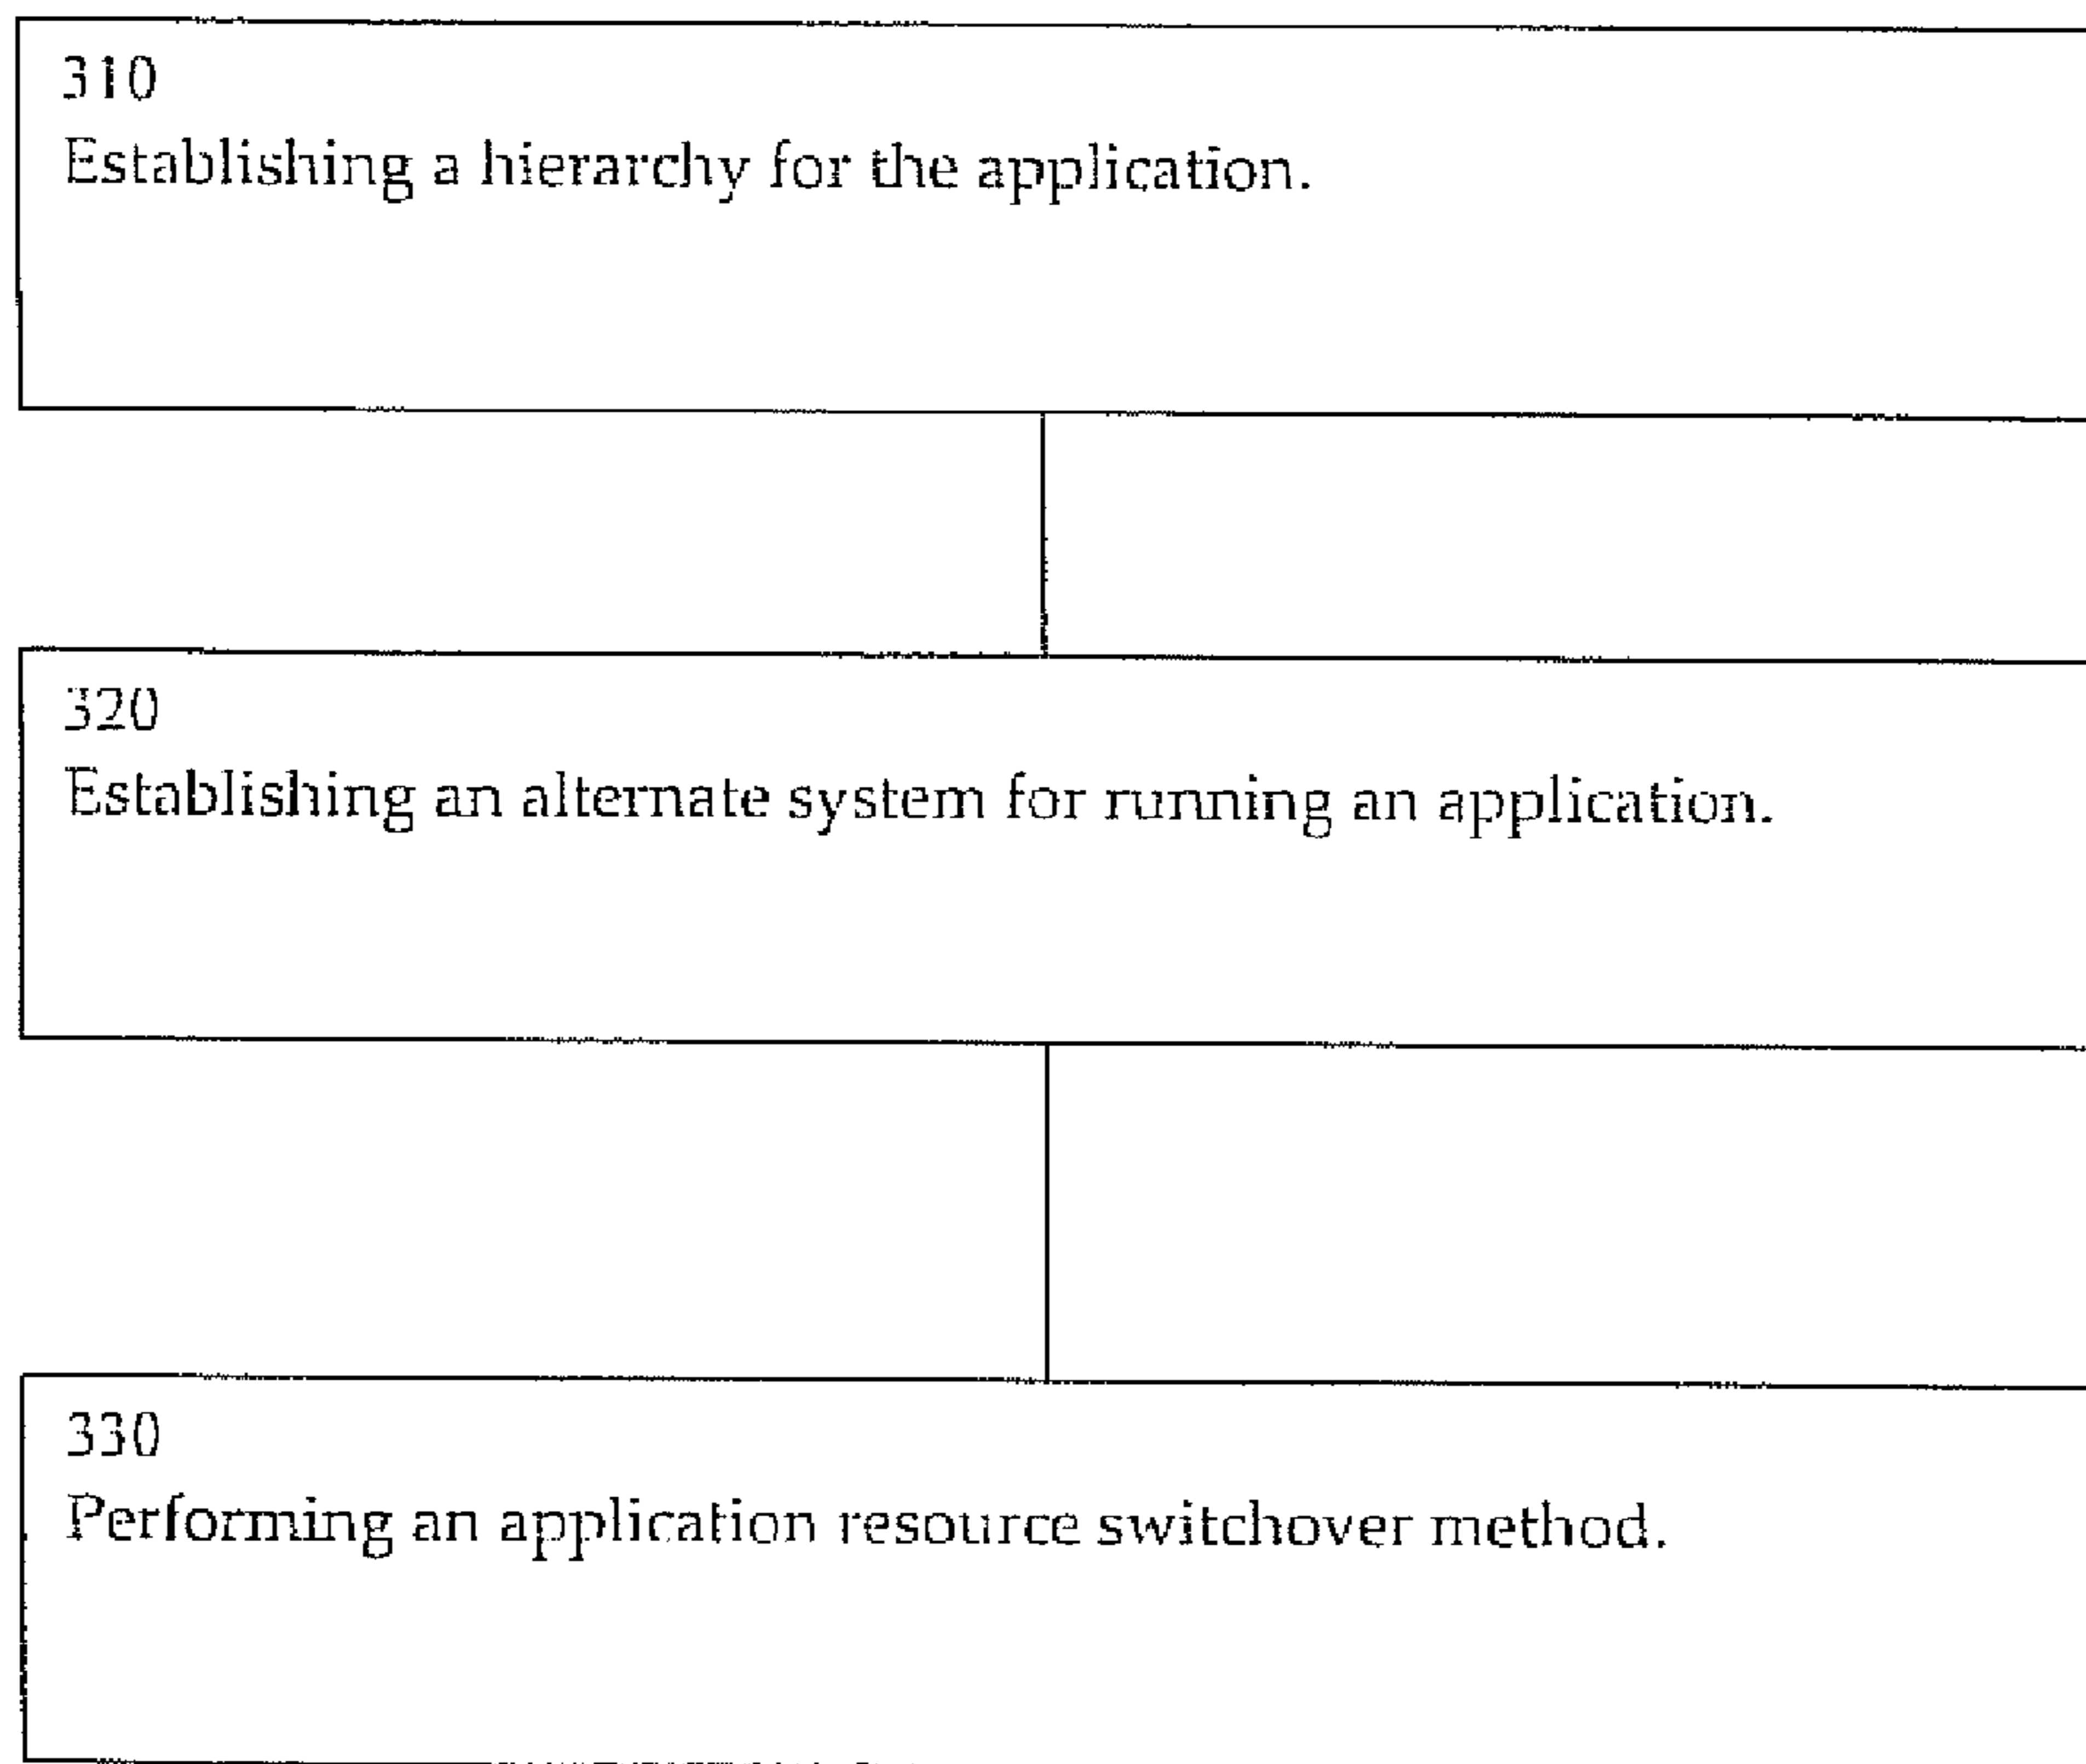 310
Establishing a hierarchy for the application.
320
Establishing an alternate system for running an application.
330
Performing an application resource switchover method.